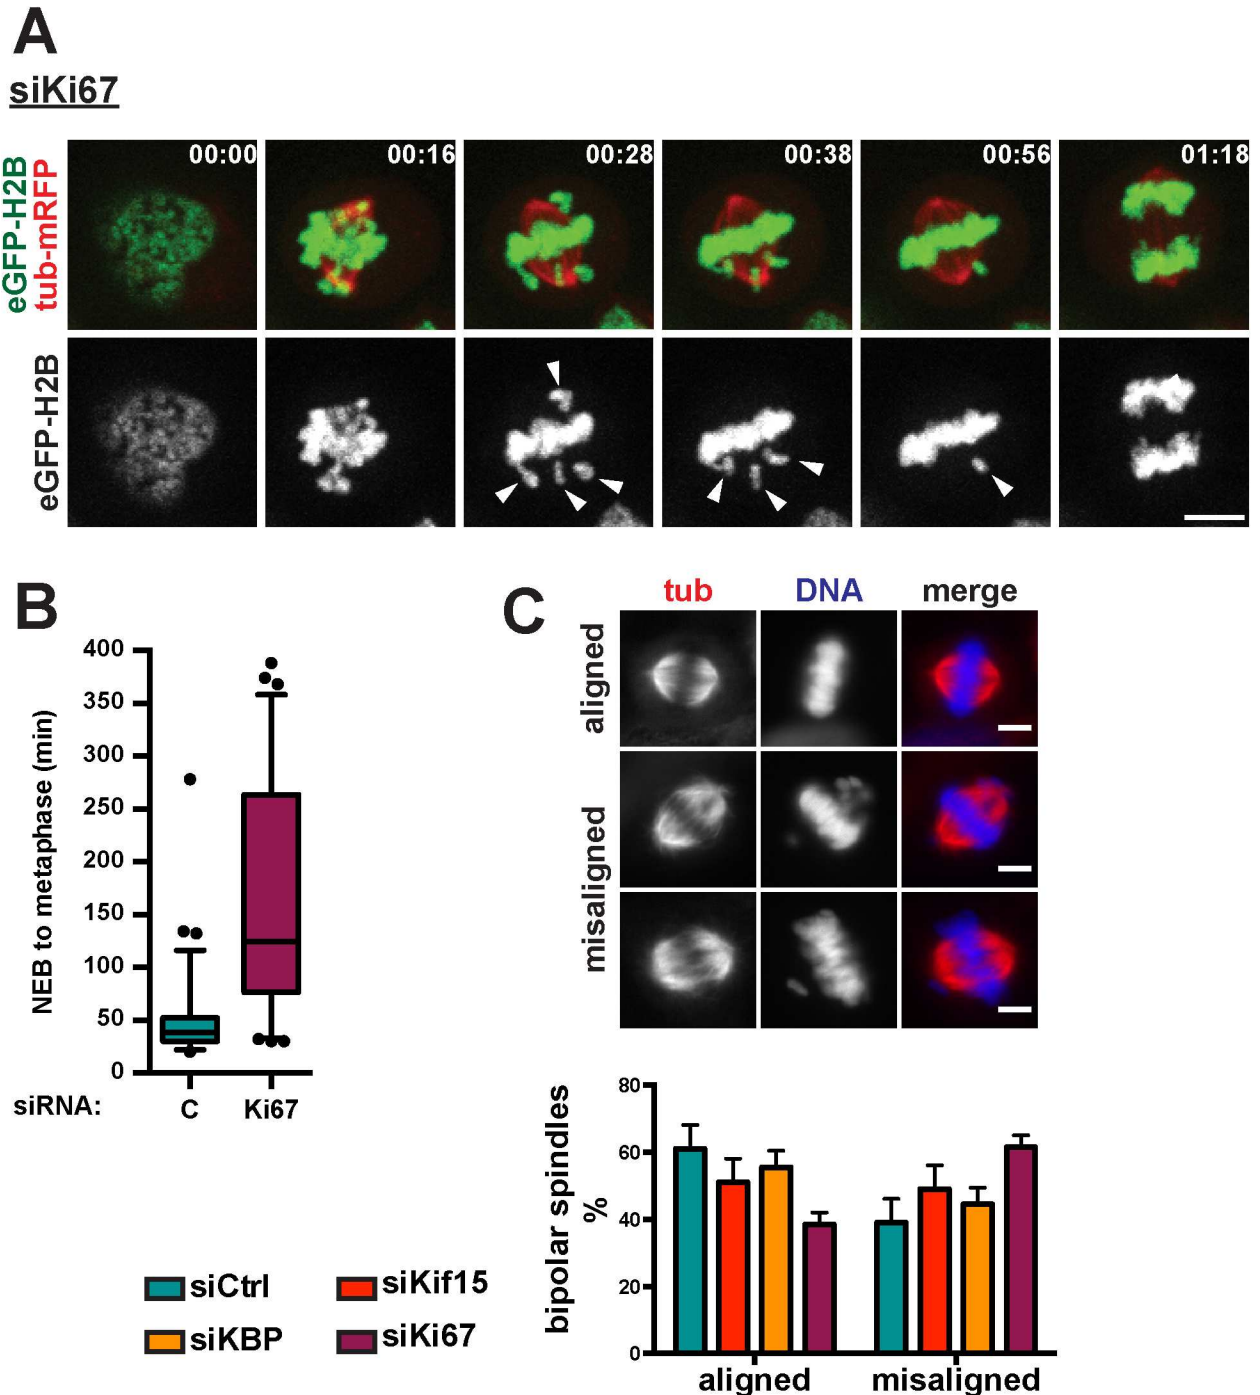 A
siKi67
eGFP-H2B
tub-mRFP
00:00
00:16
00:28
00:38
00:56
01:18
eGFP-H2B
B
NEB to metaphase (min)
400
350
300
250
200
150
100
50
0
siRNA:
C
Ki67
C
tub
DNA
merge
aligned
misaligned
bipolar spindles
%
80
60
40
20
0
aligned
misaligned
siCtrl
siKif15
siKBP
siKi67